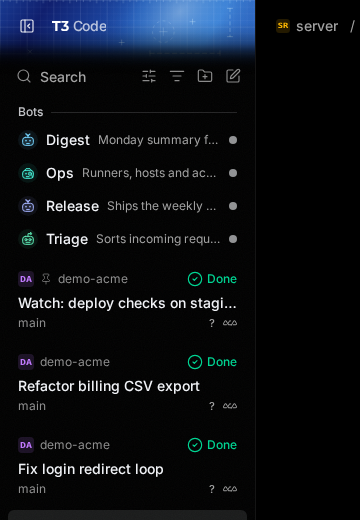 T3 Code
SR server /
Search
Bots
Digest Monday summary f...
Ops Runners, hosts and ac...
Release Ships the weekly ...
Triage Sorts incoming requ...
DA demo-acme Done
Watch: deploy checks on stagi...
main ?
DA demo-acme Done
Refactor billing CSV export
main ?
DA demo-acme Done
Fix login redirect loop
main ?